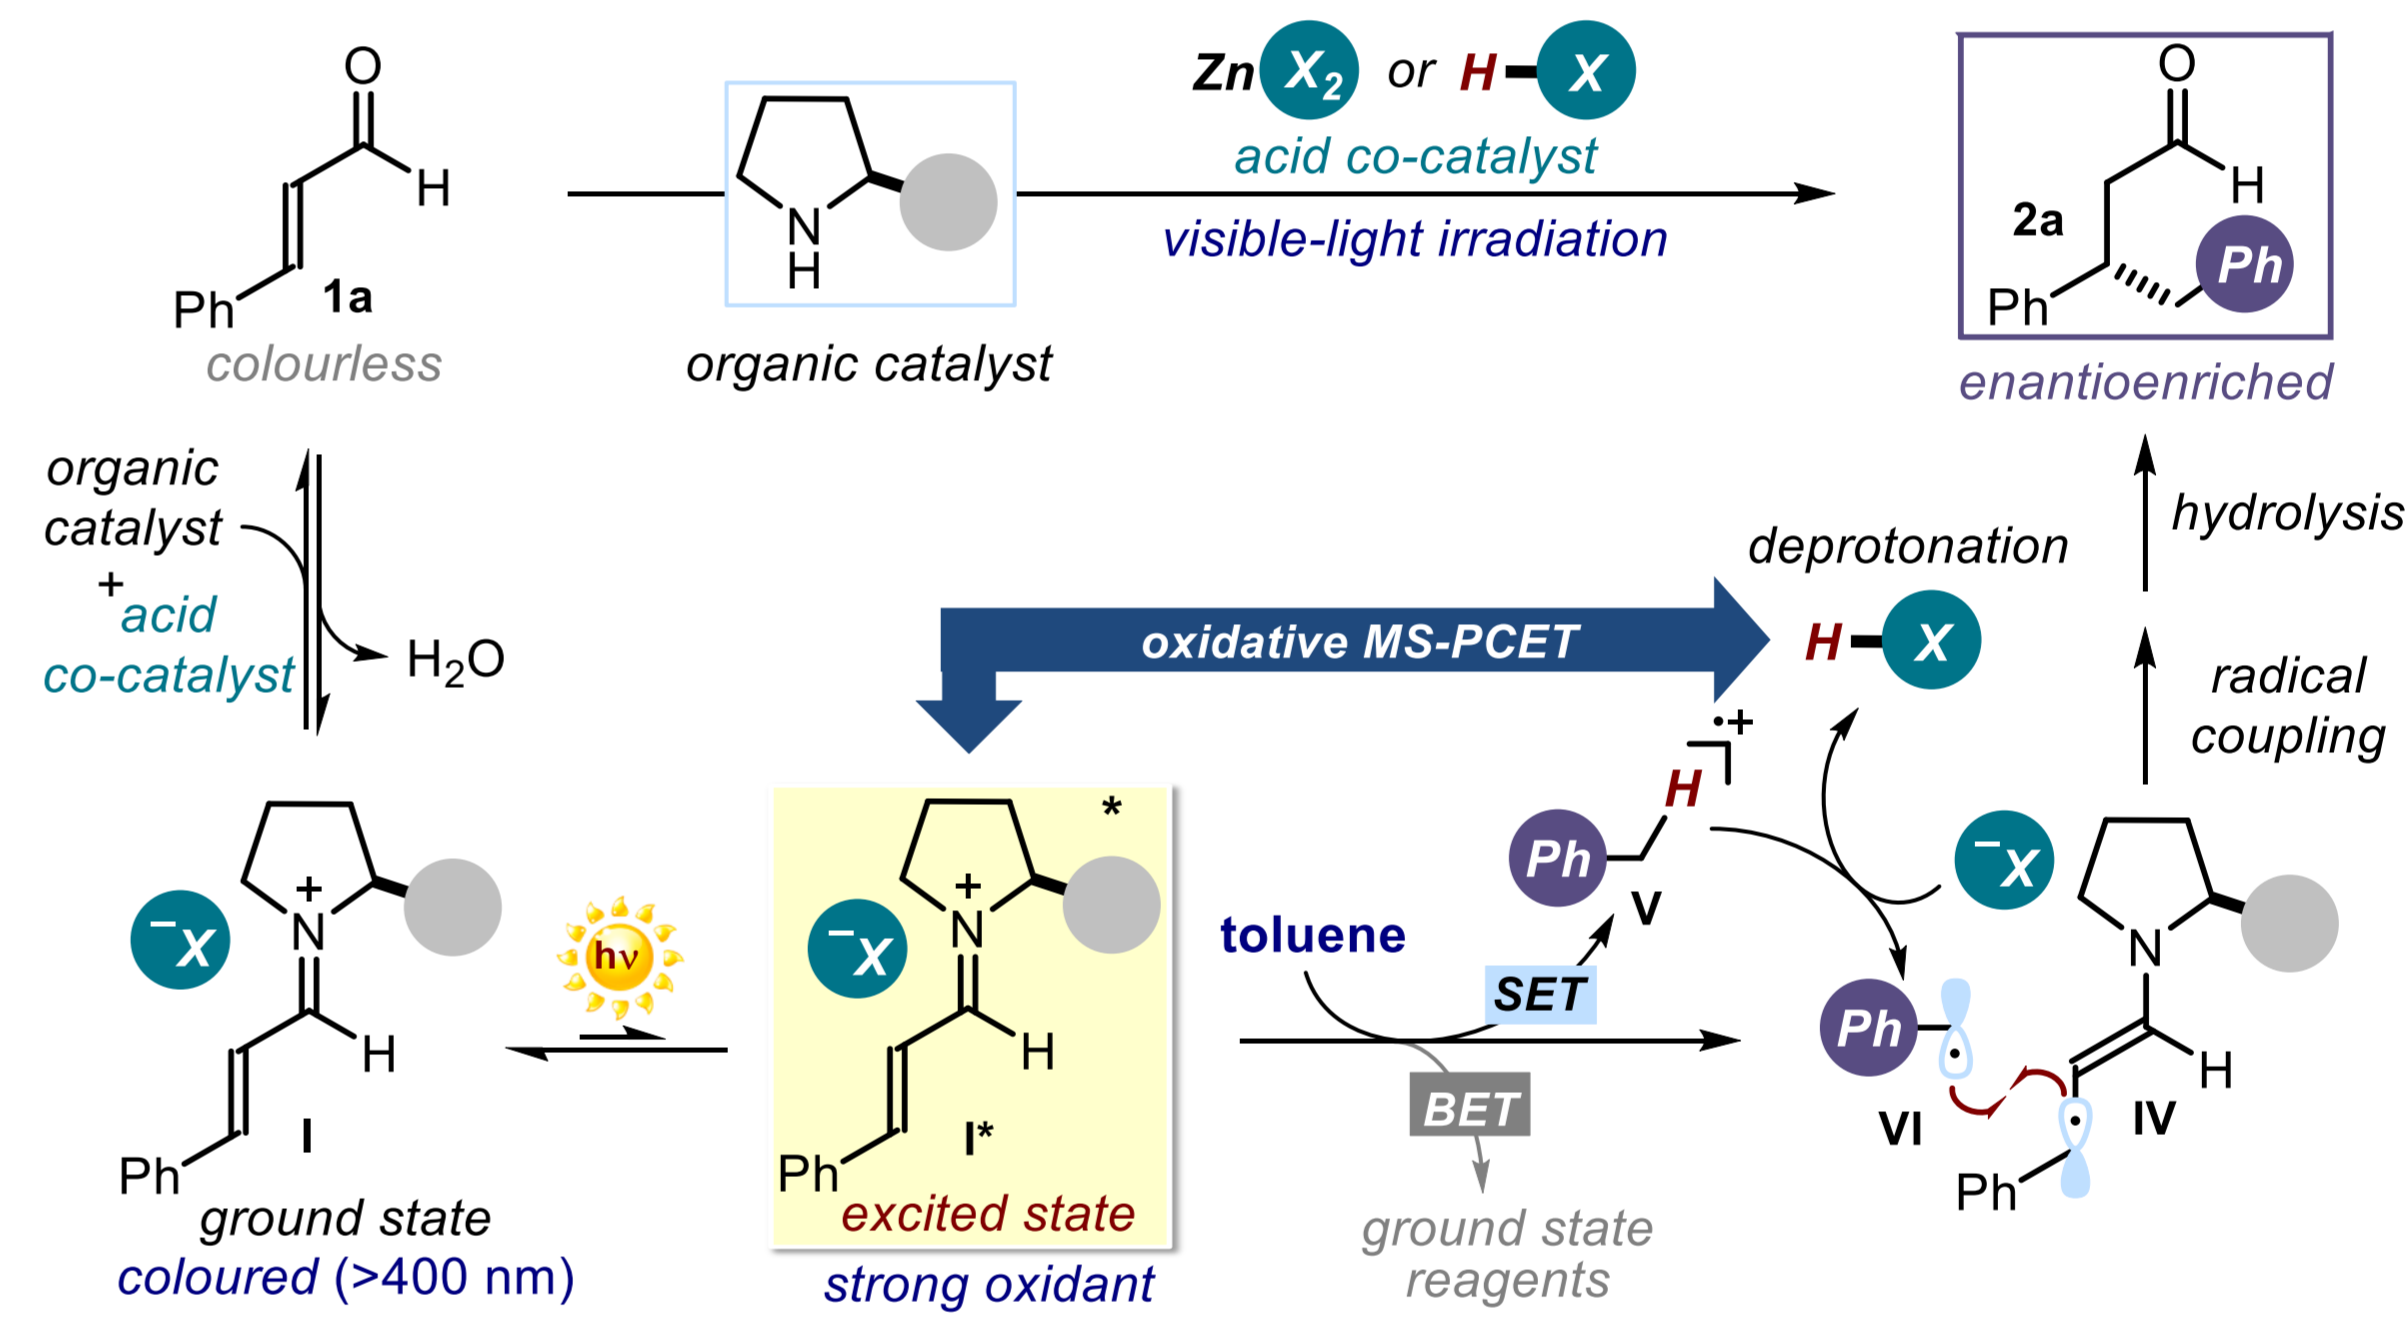 O
H
Ph
1a
colourless
N
H
organic catalyst
Zn X2 or H X
acid co-catalyst
visible-light irradiation
O
H
2a
Ph
Ph
enantioenriched
organic
catalyst
+
acid
co-catalyst
H2O
oxidative MS-PCET
deprotonation
H X
hydrolysis
radical
coupling
−X
+
N
H
Ph
I
ground state
coloured (>400 nm)
hν
*
−X
+
N
H
Ph
I*
excited state
strong oxidant
toluene
SET
BET
ground state
reagents
•+
H
Ph
V
−X
Ph
•
VI
N
H
•
IV
Ph